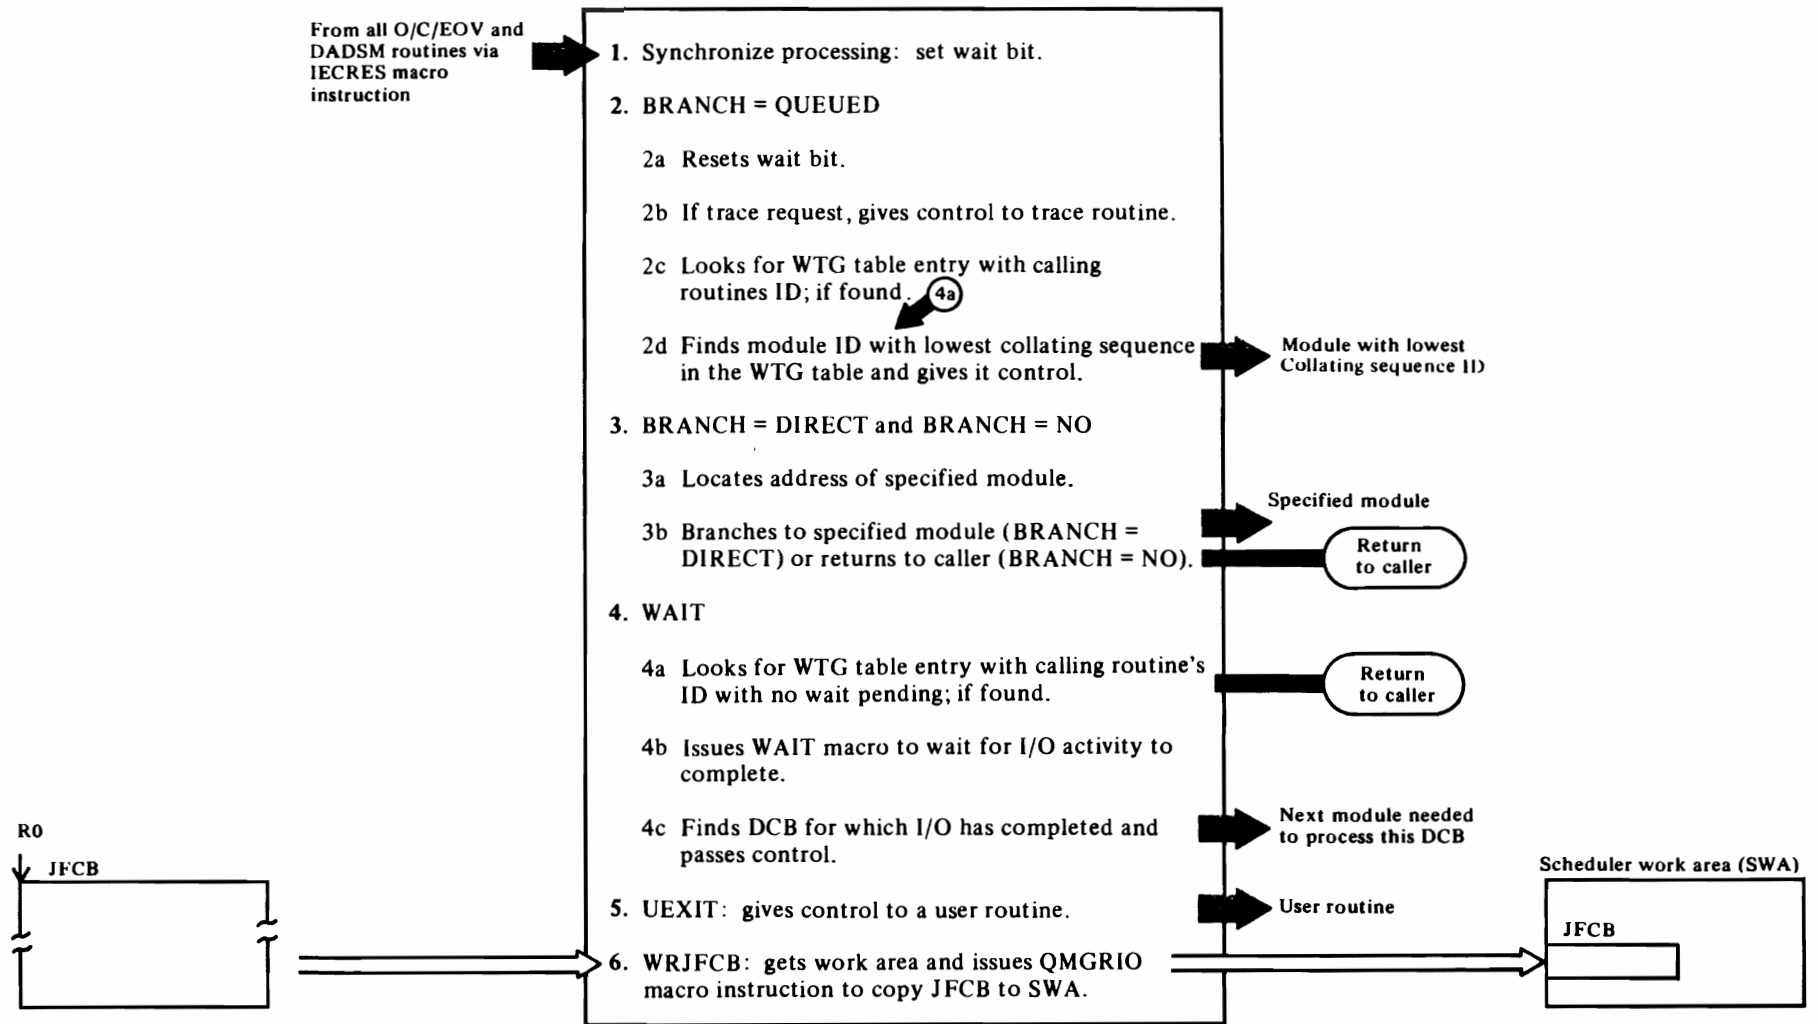 From all O/C/EOV and
DADSM routines via
IECRES macro
instruction
1. Synchronize processing: set wait bit.
2. BRANCH = QUEUED
2a Resets wait bit.
2b If trace request, gives control to trace routine.
2c Looks for WTG table entry with calling
routines ID; if found.
4a
2d Finds module ID with lowest collating sequence
in the WTG table and gives it control.
Module with lowest
Collating sequence ID
3. BRANCH = DIRECT and BRANCH = NO
3a Locates address of specified module.
3b Branches to specified module (BRANCH =
DIRECT) or returns to caller (BRANCH = NO).
Specified module
Return
to caller
4. WAIT
4a Looks for WTG table entry with calling routine's
ID with no wait pending; if found.
Return
to caller
4b Issues WAIT macro to wait for I/O activity to
complete.
4c Finds DCB for which I/O has completed and
passes control.
Next module needed
to process this DCB
5. UEXIT: gives control to a user routine.
User routine
R0
JFCB
6. WRJFCB: gets work area and issues QMGRIO
macro instruction to copy JFCB to SWA.
Scheduler work area (SWA)
JFCB